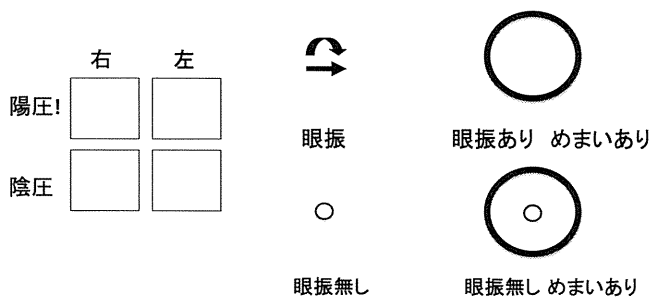 右 左
陽圧!
陰圧
眼振
眼振あり めまいあり
眼振無し
眼振無し めまいあり